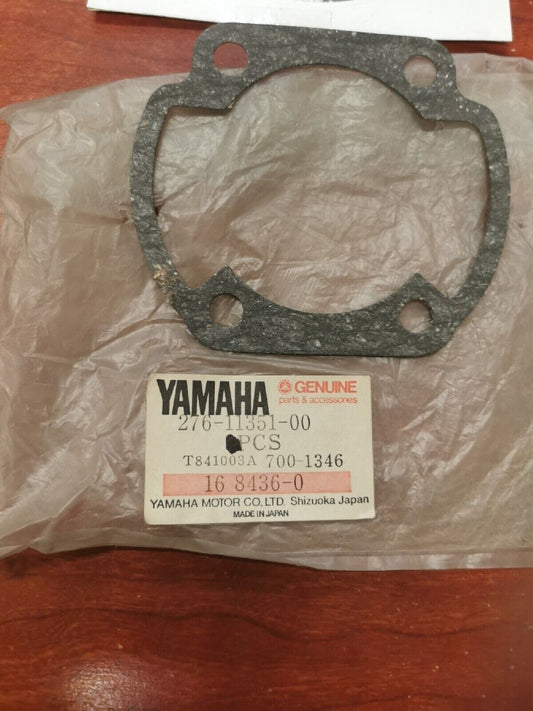 YAMAHA GENUINE
parts & accessories
276-11351-00
PCS
T841003A 700-1346
16 8436-0
YAMAHA MOTOR CO., LTD. Shizuoka Japan
MADE IN JAPAN